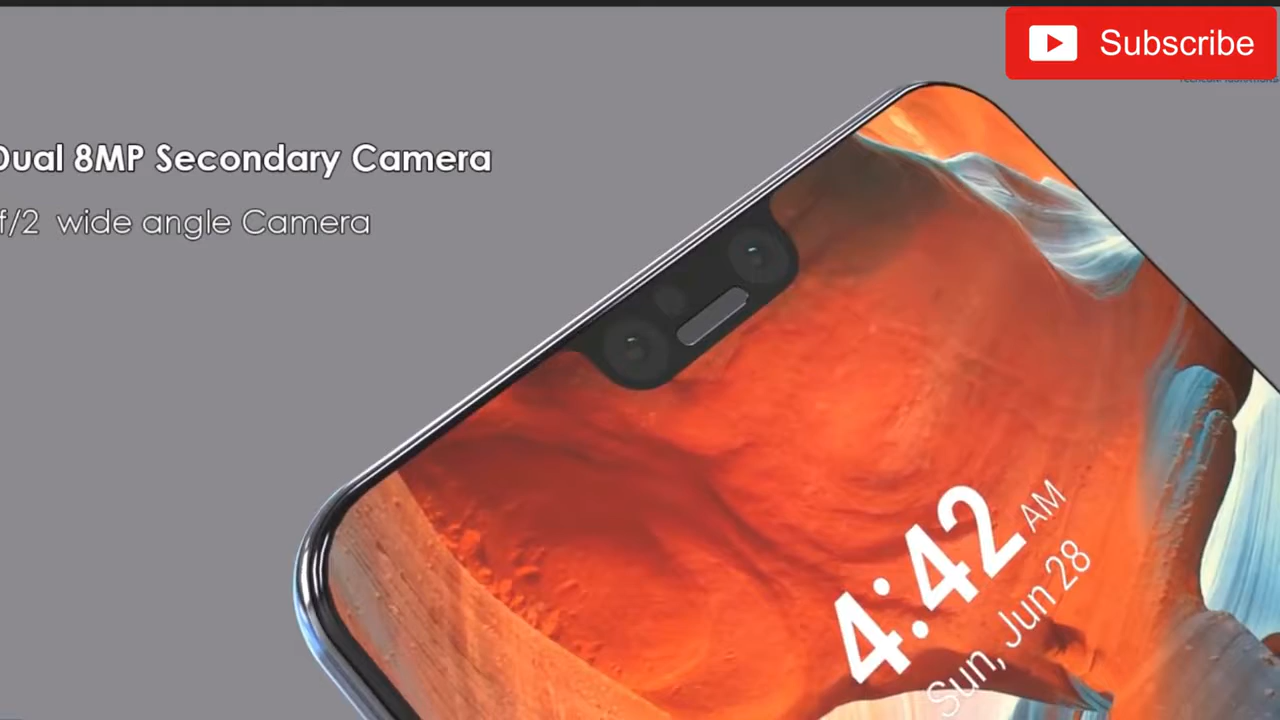 Subscribe
Dual 8MP Secondary Camera
f/2 wide angle Camera
4:42 AM
Sun, Jun 28